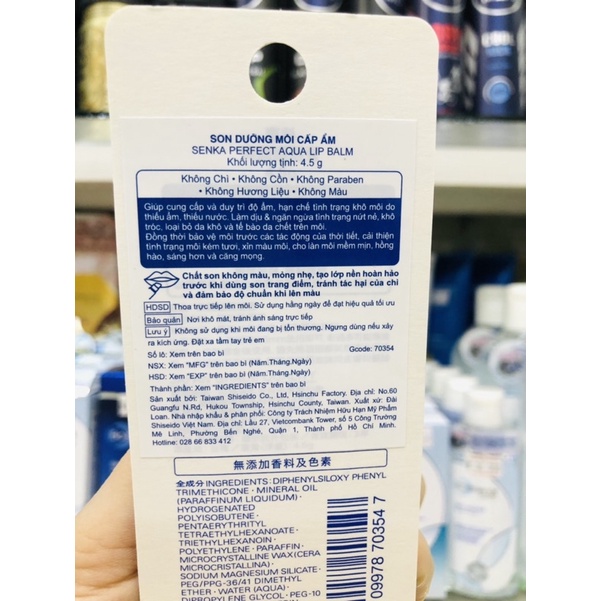 SON DƯỠNG MÔI CẤP ẨM
SENKA PERFECT AQUA LIP BALM
Khối lượng tịnh: 4.5 g
Không Chì • Không Cồn • Không Paraben
• Không Hương Liệu • Không Màu
Giúp cung cấp và duy trì độ ẩm, hạn chế tình trạng khô môi do
thiếu ẩm, thiếu nước. Làm dịu & ngăn ngừa tình trạng nứt nẻ, khô
tróc, loại bỏ da khô và tế bào da chết trên môi.
Đồng thời bảo vệ môi trước các tác động của thời tiết, cải thiện
tình trạng môi kém tươi, xỉn màu môi, cho làn môi mềm mịn, hồng
hào, sáng hơn và căng mọng.
Chất son không màu, mỏng nhẹ, tạo lớp nền hoàn hảo
trước khi dùng son trang điểm, tránh tác hại của chì
và đảm bảo độ chuẩn khi lên màu
HDSD Thoa trực tiếp lên môi. Sử dụng hằng ngày để đạt hiệu quả tối ưu
Bảo quản Nơi khô mát, tránh ánh sáng trực tiếp
Lưu ý Không sử dụng khi môi đang bị tổn thương. Ngưng dùng nếu xảy
ra kích ứng. Đặt xa tầm tay trẻ em
Số lô: Xem trên bao bì Gcode: 70354
NSX: Xem "MFG" trên bao bì (Năm.Tháng.Ngày)
HSD: Xem "EXP" trên bao bì (Năm.Tháng.Ngày)
Thành phần: Xem "INGREDIENTS" trên bao bì
Sản xuất bởi: Taiwan Shiseido Co., Ltd, Hsinchu Factory. Địa chỉ: No.60
Guangfu N.Rd, Hukou Township, Hsinchu County, Taiwan. Xuất xứ: Đài
Loan. Nhà nhập khẩu & phân phối: Công ty Trách Nhiệm Hữu Hạn Mỹ Phẩm
Shiseido Việt Nam. Địa chỉ: Lầu 27, Vietcombank Tower, số 5 Công Trường
Mê Linh, Phường Bến Nghé, Quận 1, Thành phố Hồ Chí Minh.
Hotline: 028 66 833 412
無添加香料及色素
全成分 INGREDIENTS: DIPHENYLSILOXY PHENYL
TRIMETHICONE • MINERAL OIL
(PARAFFINUM LIQUIDUM) •
HYDROGENATED
POLYISOBUTENE •
PENTAERYTHRITYL
TETRAETHYLHEXANOATE •
TRIETHYLHEXANOIN •
POLYETHYLENE • PARAFFIN •
MICROCRYSTALLINE WAX(CERA
MICROCRISTALLINA) •
SODIUM MAGNESIUM SILICATE •
PEG/PPG-36/41 DIMETHYL
ETHER • WATER (AQUA) •
DIPROPYLENE GLYCOL • PEG-10
09978 70354 7